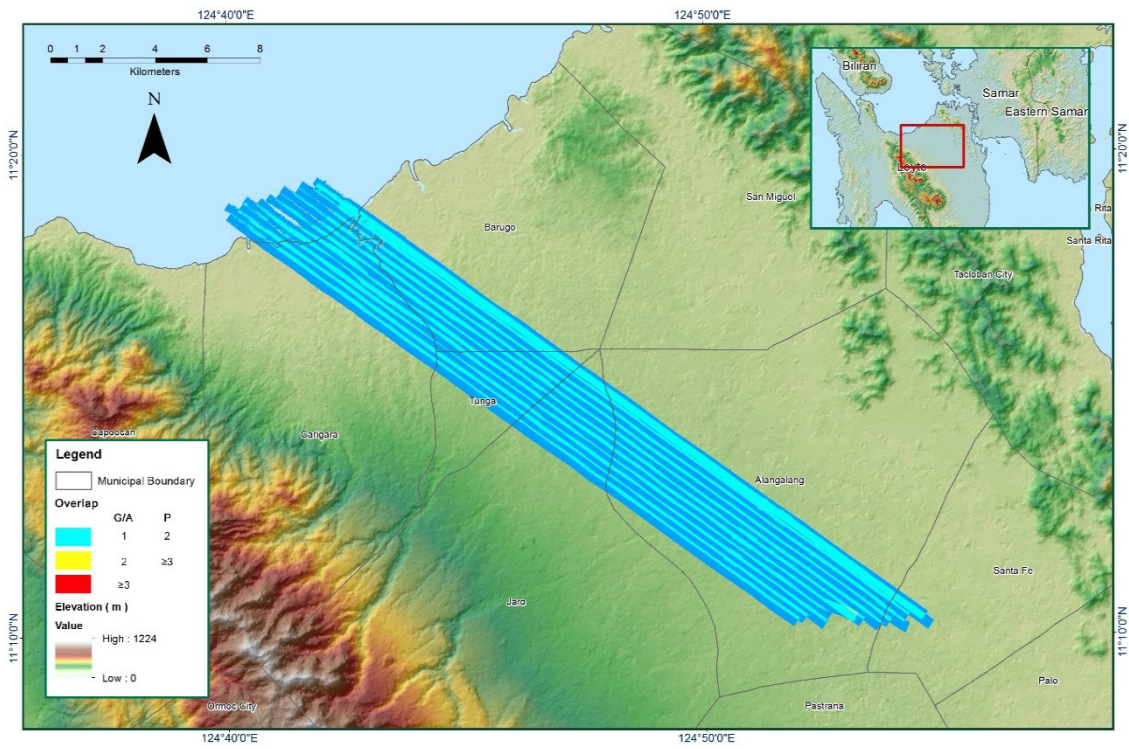 124°40'0"E
124°50'0"E
0 1 2 4 6 8
Kilometers
N
Biliran
Samar
Eastern Samar
Leyte
11°20'0"N
11°20'0"N
San Miguel
Barugo
Rita
Santa Rita
Tacloban City
Tunga
Capoocan
Carigara
Alangalang
Santa Fe
Jaro
Palo
Pastrana
Ormoc City
Legend
Municipal Boundary
Overlap
G/A P
1 2
2 ≥3
≥3
Elevation ( m )
Value
High : 1224
Low : 0
11°10'0"N
11°10'0"N
124°40'0"E
124°50'0"E